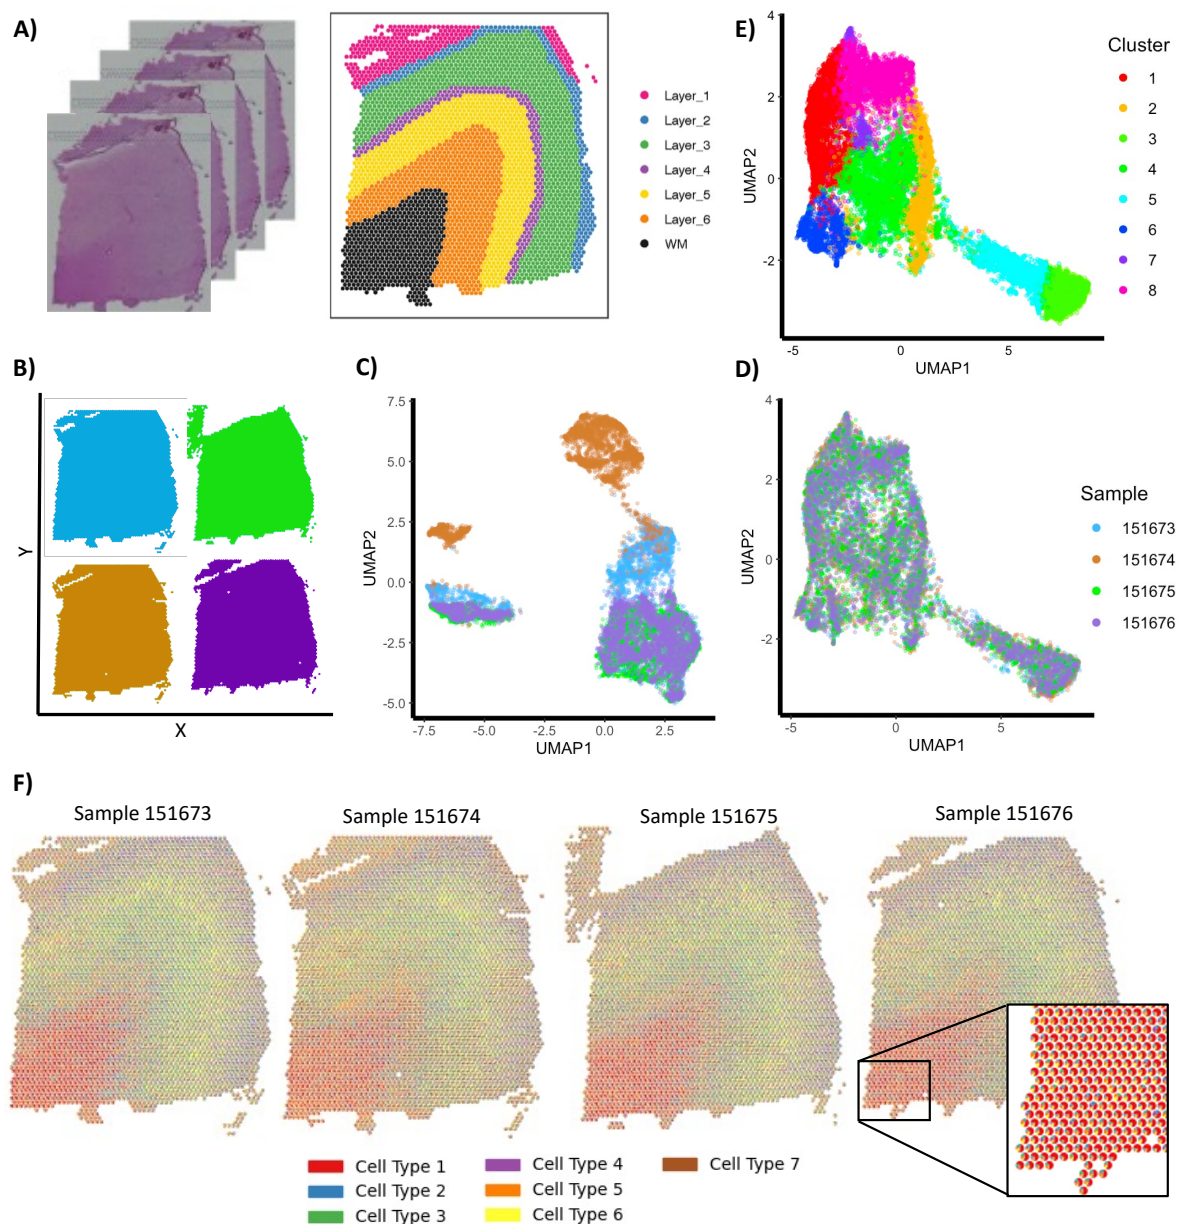 A)
Layer_1
Layer_2
Layer_3
Layer_4
Layer_5
Layer_6
WM
E)
4
2
0
-2
UMAP2
-5
0
5
UMAP1
Cluster
1
2
3
4
5
6
7
8
B)
Y
X
C)
7.5
5.0
2.5
0.0
-2.5
-5.0
UMAP2
-7.5
-5.0
-2.5
0.0
2.5
UMAP1
D)
4
2
0
-2
UMAP2
-5
0
5
UMAP1
Sample
151673
151674
151675
151676
F)
Sample 151673
Sample 151674
Sample 151675
Sample 151676
Cell Type 1
Cell Type 2
Cell Type 3
Cell Type 4
Cell Type 5
Cell Type 6
Cell Type 7